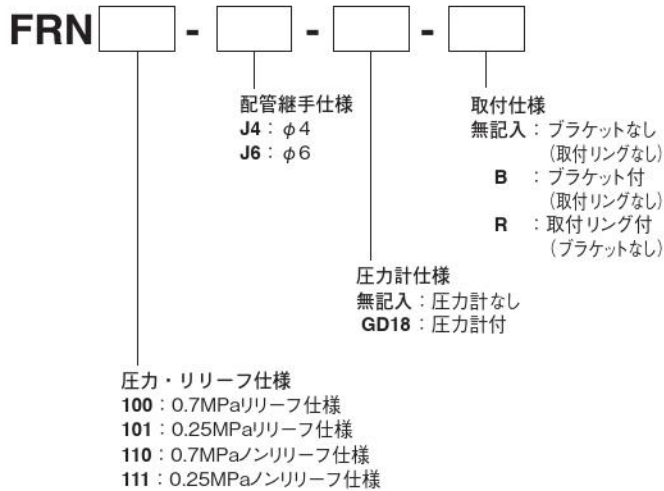 FRN - - -
配管継手仕様
J4：φ4
J6：φ6
取付仕様
無記入：ブラケットなし
（取付リングなし）
B ：ブラケット付
（取付リングなし）
R ：取付リング付
（ブラケットなし）
圧力計仕様
無記入：圧力計なし
GD18：圧力計付
圧力・リリーフ仕様
100：0.7MPaリリーフ仕様
101：0.25MPaリリーフ仕様
110：0.7MPaノンリリーフ仕様
111：0.25MPaノンリリーフ仕様